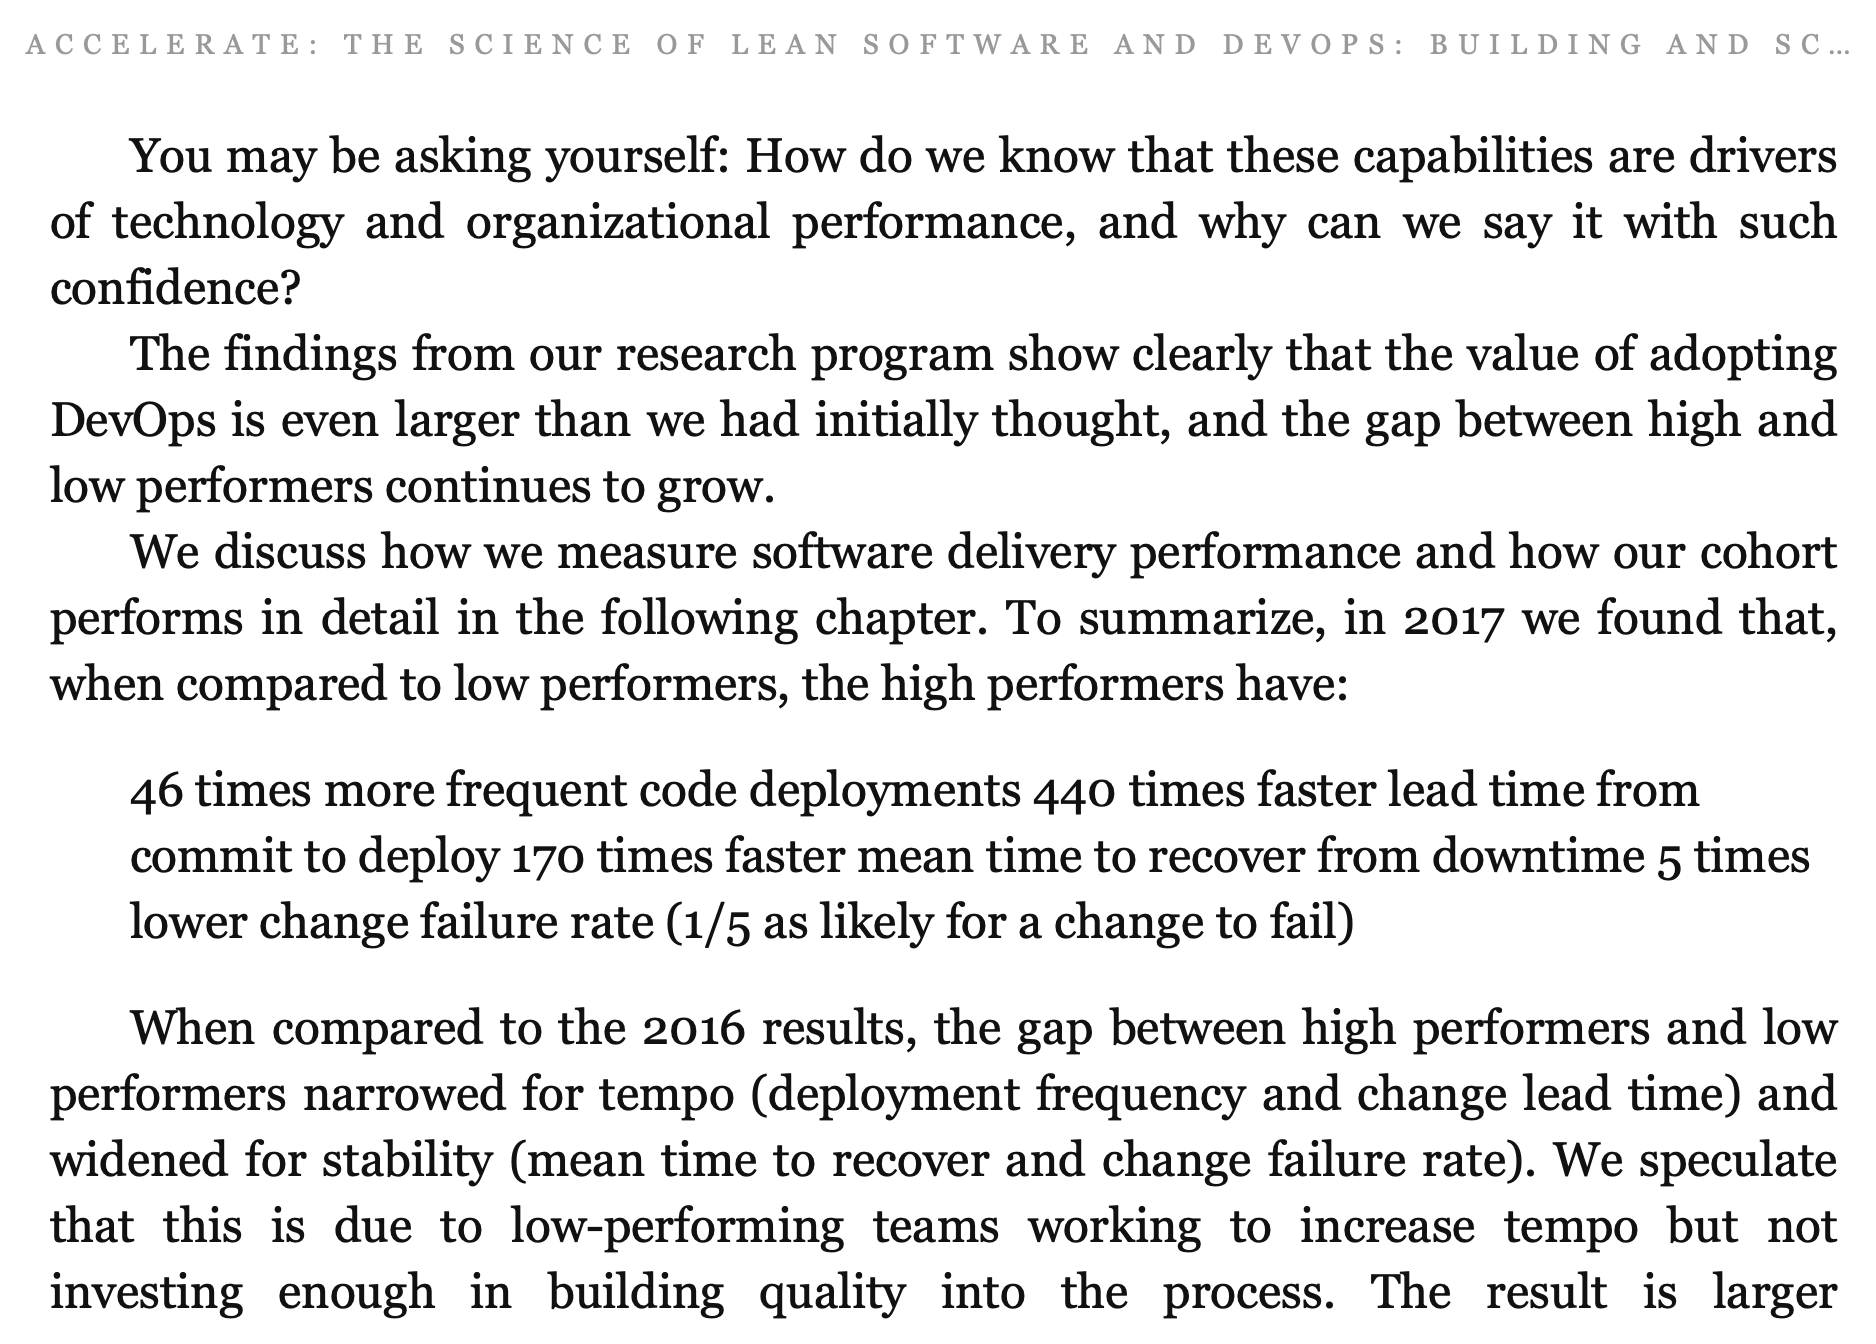 ACCELERATE: THE SCIENCE OF LEAN SOFTWARE AND DEVOPS: BUILDING AND SC…
You may be asking yourself: How do we know that these capabilities are drivers
of technology and organizational performance, and why can we say it with such
confidence?
The findings from our research program show clearly that the value of adopting
DevOps is even larger than we had initially thought, and the gap between high and
low performers continues to grow.
We discuss how we measure software delivery performance and how our cohort
performs in detail in the following chapter. To summarize, in 2017 we found that,
when compared to low performers, the high performers have:
46 times more frequent code deployments 440 times faster lead time from
commit to deploy 170 times faster mean time to recover from downtime 5 times
lower change failure rate (1/5 as likely for a change to fail)
When compared to the 2016 results, the gap between high performers and low
performers narrowed for tempo (deployment frequency and change lead time) and
widened for stability (mean time to recover and change failure rate). We speculate
that this is due to low-performing teams working to increase tempo but not
investing enough in building quality into the process. The result is larger